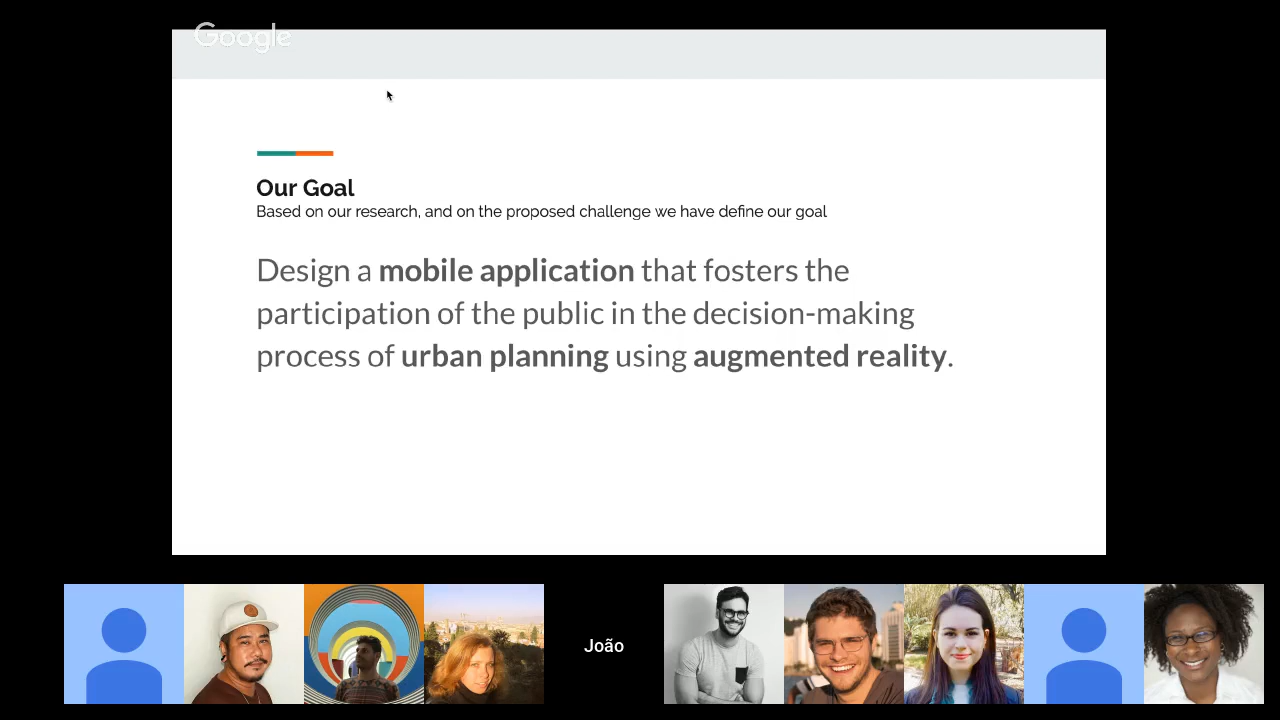 Google
Our Goal
Based on our research, and on the proposed challenge we have define our goal
Design a mobile application that fosters the
participation of the public in the decision-making
process of urban planning using augmented reality.
João